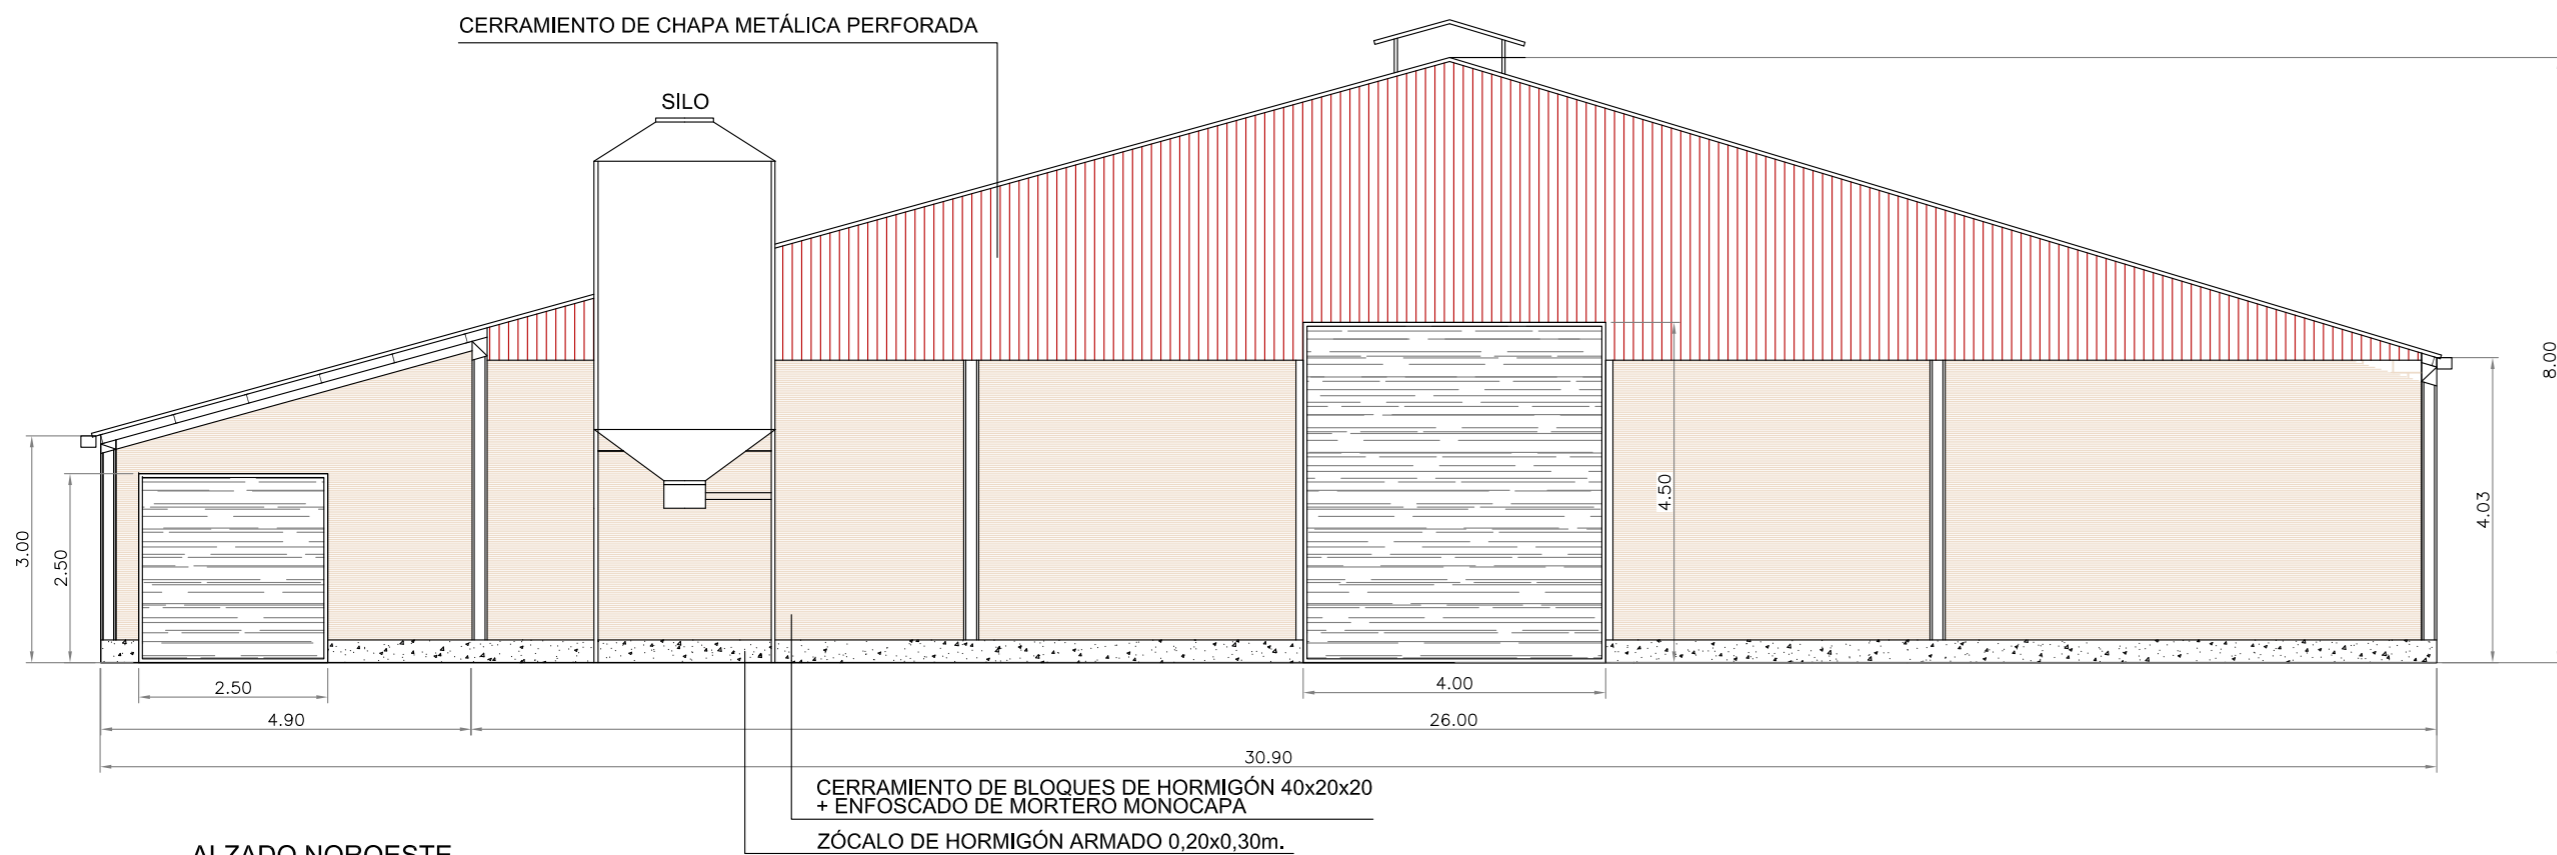 CERRAMIENTO DE CHAPA METÁLICA PERFORADA
SILO
8.00
4.50
4.03
3.00
2.50
2.50
4.00
4.90
26.00
30.90
CERRAMIENTO DE BLOQUES DE HORMIGÓN 40x20x20
+ ENFOSCADO DE MORTERO MONOCAPA
ZÓCALO DE HORMIGÓN ARMADO 0,20x0,30m.
ALZADO NOROESTE